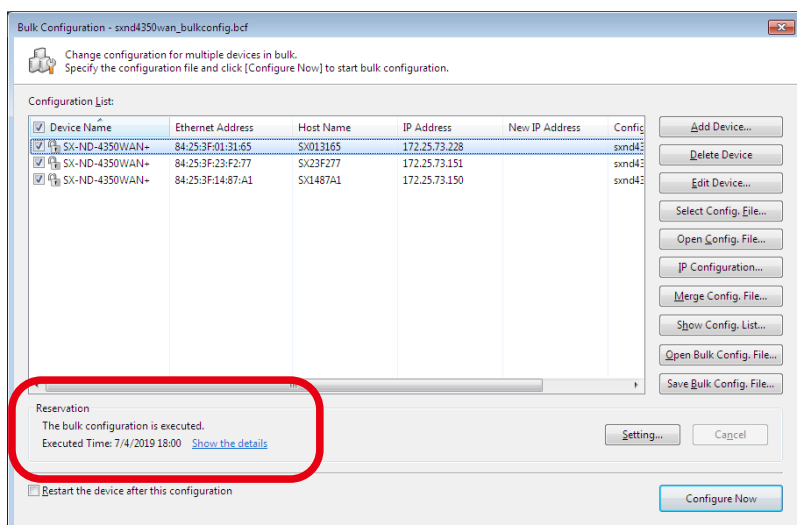 Bulk Configuration - sxnd4350wan_bulkconfig.bcf
Change configuration for multiple devices in bulk.
Specify the configuration file and click [Configure Now] to start bulk configuration.
Configuration List:
Device Name Ethernet Address Host Name IP Address New IP Address Config
SX-ND-4350WAN+ 84:25:3F:01:31:65 SX013165 172.25.73.228 sxnd43
SX-ND-4350WAN+ 84:25:3F:23:F2:77 SX23F277 172.25.73.151 sxnd43
SX-ND-4350WAN+ 84:25:3F:14:87:A1 SX1487A1 172.25.73.150 sxnd43
Add Device...
Delete Device
Edit Device...
Select Config. File...
Open Config. File...
IP Configuration...
Merge Config. File...
Show Config. List...
Open Bulk Config. File...
Save Bulk Config. File...
Reservation
The bulk configuration is executed.
Executed Time: 7/4/2019 18:00 Show the details
Setting... Cancel
Restart the device after this configuration
Configure Now